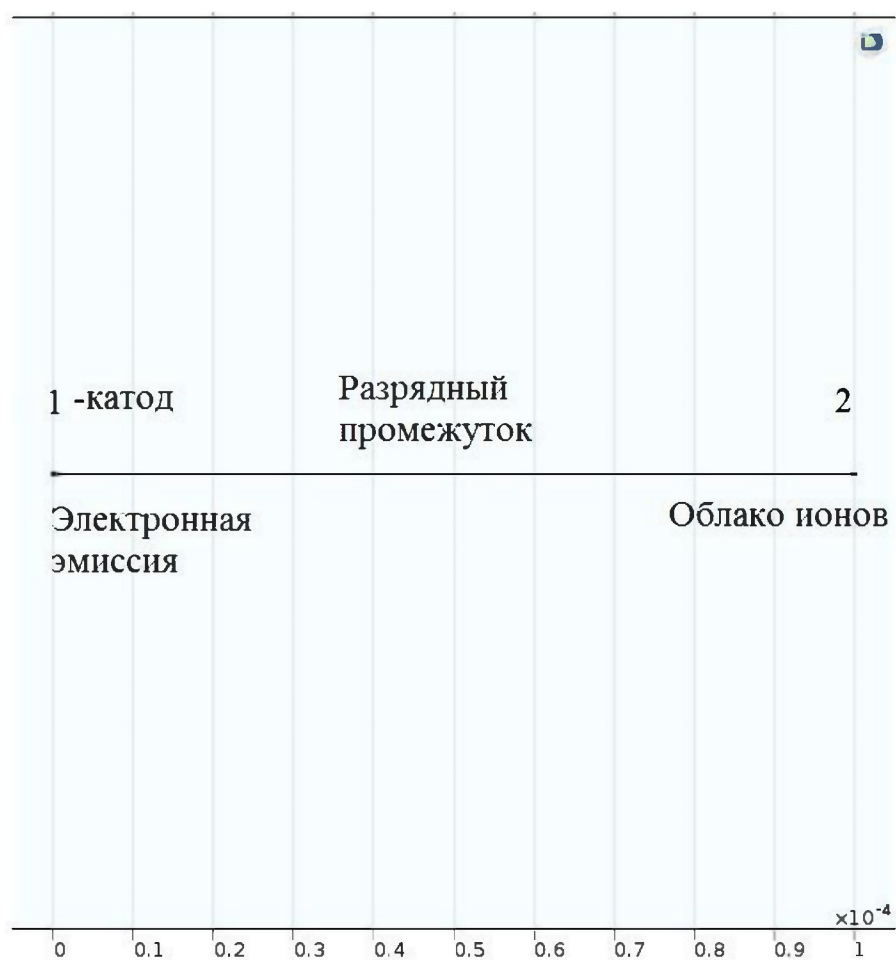 1 -катод
Разрядный
промежуток
2
Электронная
эмиссия
Облако ионов
×10⁻⁴
0 0.1 0.2 0.3 0.4 0.5 0.6 0.7 0.8 0.9 1